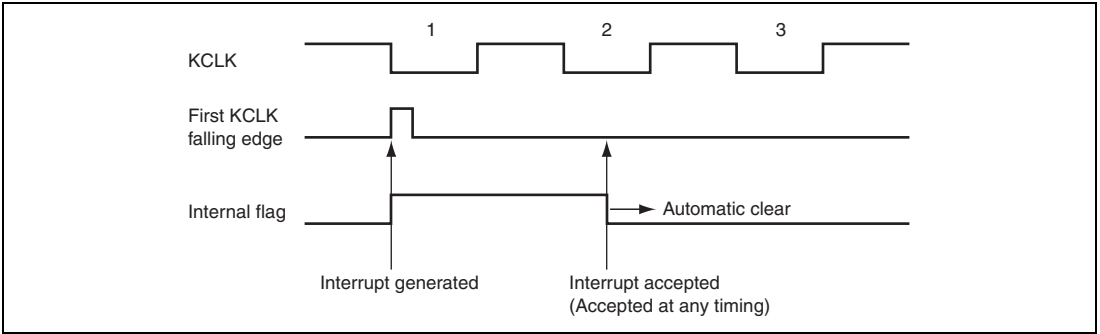 1 2 3
KCLK
First KCLK
falling edge
Internal flag
Automatic clear
Interrupt generated
Interrupt accepted
(Accepted at any timing)